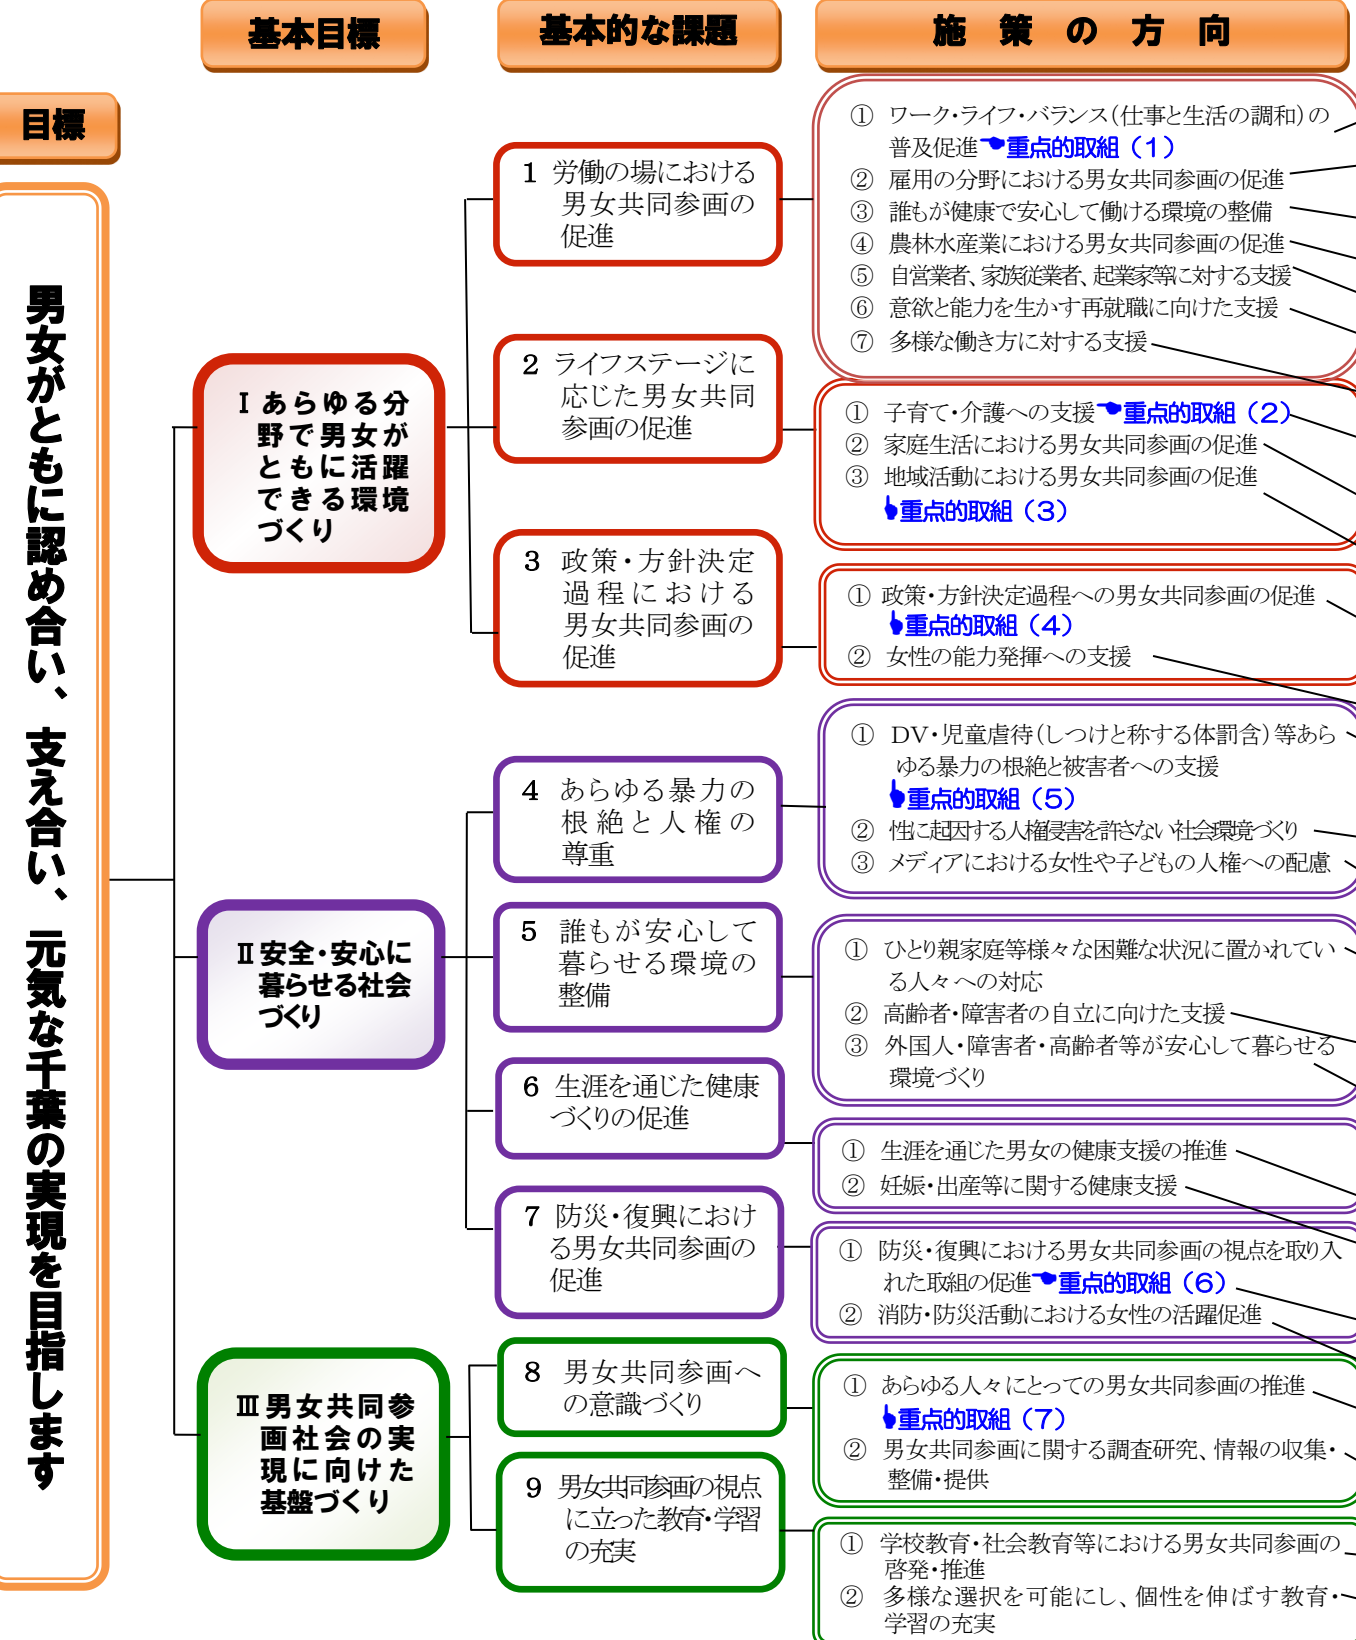 基本目標
基本的な課題
施策の方向
目標
男女がともに認め合い、支え合い、元気な千葉の実現を目指します
Ⅰ あらゆる分
野で男女が
ともに活躍
できる環境
づくり
1 労働の場における
男女共同参画の
促進
① ワーク・ライフ・バランス(仕事と生活の調和)の
普及促進☚重点的取組(1)
② 雇用の分野における男女共同参画の促進
③ 誰もが健康で安心して働ける環境の整備
④ 農林水産業における男女共同参画の促進
⑤ 自営業者、家族従業者、起業家等に対する支援
⑥ 意欲と能力を生かす再就職に向けた支援
⑦ 多様な働き方に対する支援
2 ライフステージに
応じた男女共同
参画の促進
① 子育て・介護への支援☚重点的取組(2)
② 家庭生活における男女共同参画の促進
③ 地域活動における男女共同参画の促進
重点的取組(3)
3 政策・方針決定
過程における
男女共同参画の
促進
① 政策・方針決定過程への男女共同参画の促進
重点的取組(4)
② 女性の能力発揮への支援
Ⅱ 安全・安心に
暮らせる社会
づくり
4 あらゆる暴力の
根絶と人権の
尊重
① DV・児童虐待(しつけと称する体罰含)等あら
ゆる暴力の根絶と被害者への支援
重点的取組(5)
② 性に起因する人権侵害を許さない社会環境づくり
③ メディアにおける女性や子どもの人権への配慮
5 誰もが安心して
暮らせる環境の
整備
① ひとり親家庭等様々な困難な状況に置かれてい
る人々への対応
② 高齢者・障害者の自立に向けた支援
③ 外国人・障害者・高齢者等が安心して暮らせる
環境づくり
6 生涯を通じた健康
づくりの促進
① 生涯を通じた男女の健康支援の推進
② 妊娠・出産等に関する健康支援
7 防災・復興におけ
る男女共同参画の
促進
① 防災・復興における男女共同参画の視点を取り入
れた取組の促進☚重点的取組(6)
② 消防・防災活動における女性の活躍促進
Ⅲ 男女共同参
画社会の実
現に向けた
基盤づくり
8 男女共同参画へ
の意識づくり
① あらゆる人々にとっての男女共同参画の推進
重点的取組(7)
② 男女共同参画に関する調査研究、情報の収集・
整備・提供
9 男女共同参画の視点
に立った教育・学習
の充実
① 学校教育・社会教育等における男女共同参画の
啓発・推進
② 多様な選択を可能にし、個性を伸ばす教育・
学習の充実